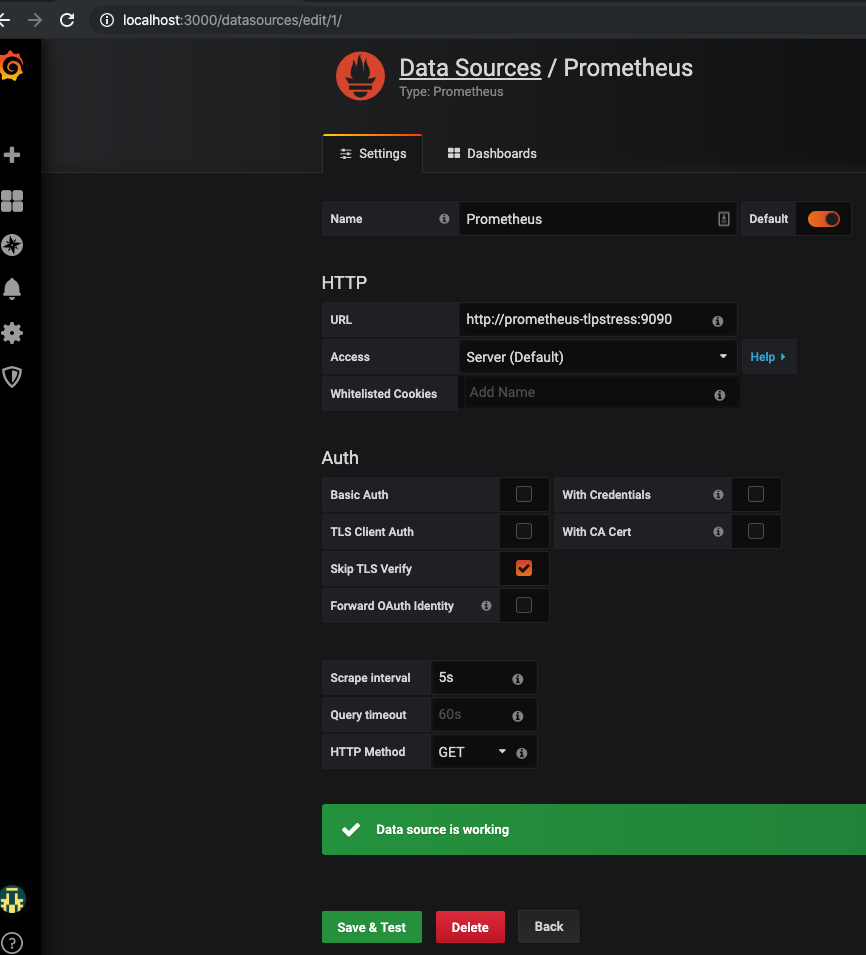 localhost:3000/datasources/edit/1/
Data Sources / Prometheus
Type: Prometheus
Settings
Dashboards
Name
Prometheus
Default
HTTP
URL
http://prometheus-tlpstress:9090
Access
Server (Default)
Help
Whitelisted Cookies
Add Name
Auth
Basic Auth
With Credentials
TLS Client Auth
With CA Cert
Skip TLS Verify
Forward OAuth Identity
Scrape interval
5s
Query timeout
60s
HTTP Method
GET
Data source is working
Save & Test
Delete
Back